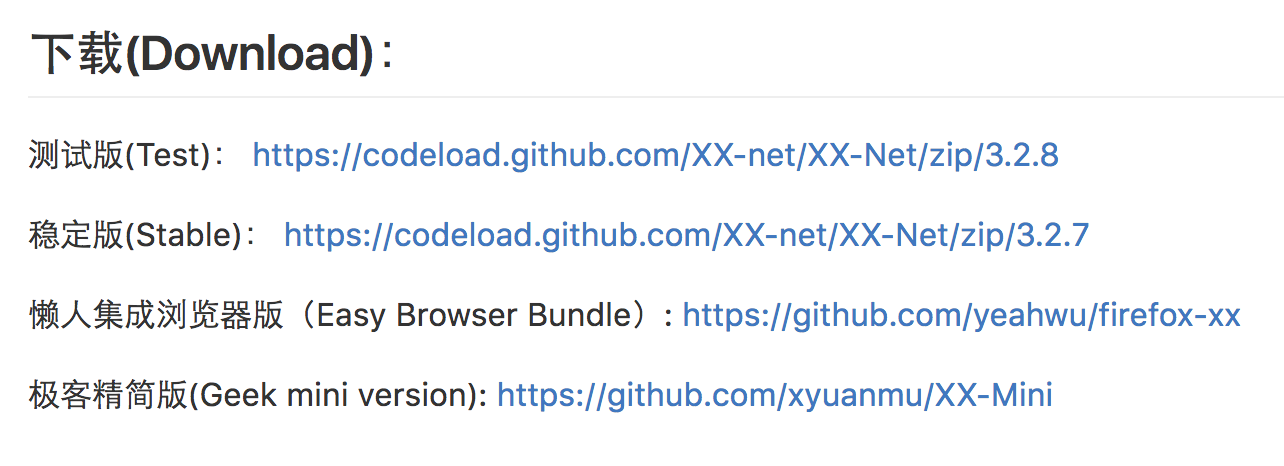 下载(Download)：
测试版(Test)： https://codeload.github.com/XX-net/XX-Net/zip/3.2.8
稳定版(Stable)： https://codeload.github.com/XX-net/XX-Net/zip/3.2.7
懒人集成浏览器版（Easy Browser Bundle）: https://github.com/yeahwu/firefox-xx
极客精简版(Geek mini version): https://github.com/xyuanmu/XX-Mini